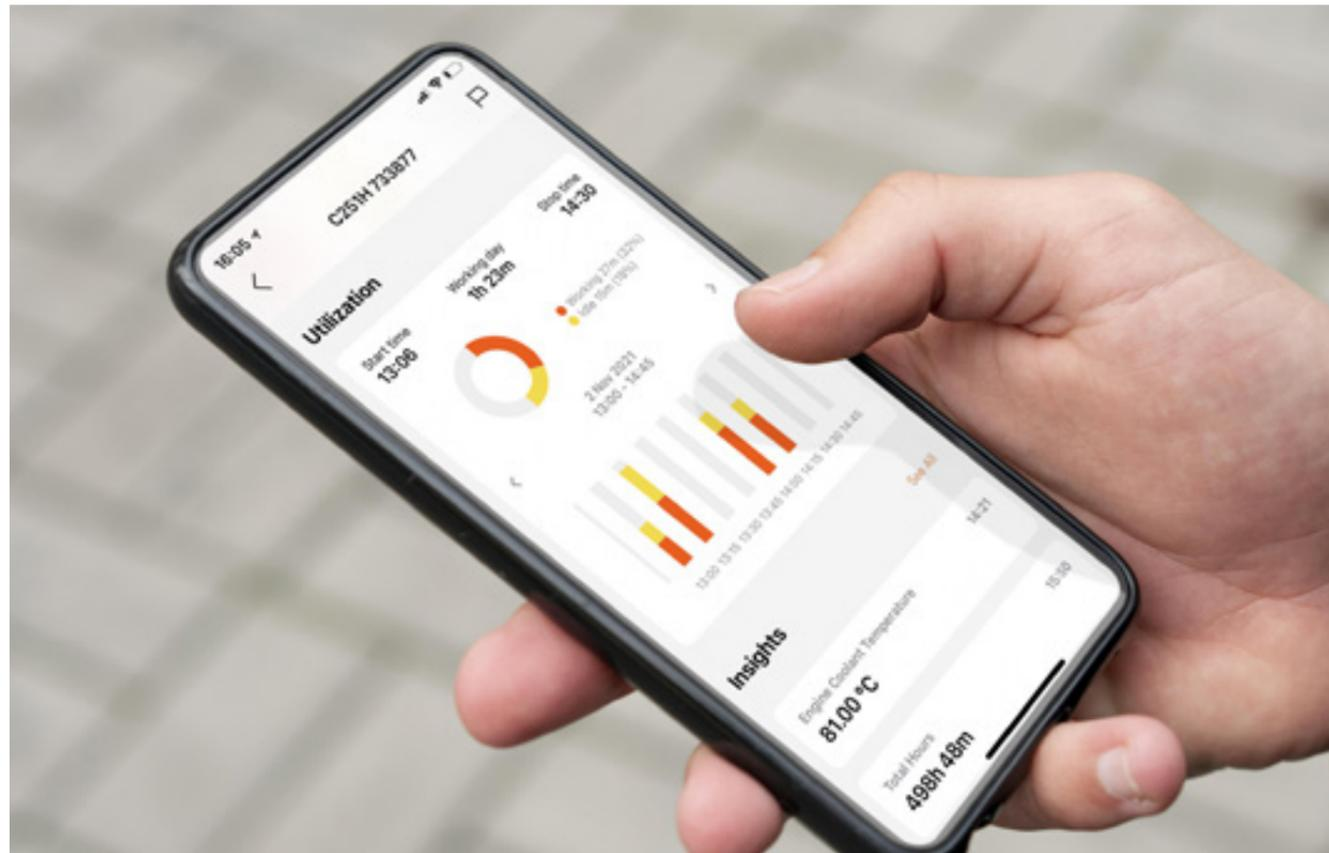 16:05
C251H 733877
Utilization
Start time
13:06
Working day
1h 23m
Stop time
14:30
Working 27m (32%)
Idle 15m (18%)
2 Nov 2021
13:00 - 14:45
13:00 13:15 13:30 13:45 14:00 14:15 14:30 14:45
Insights
See All
Engine Coolant Temperature
81.00 °C
14:21
Total Hours
498h 48m
15:50